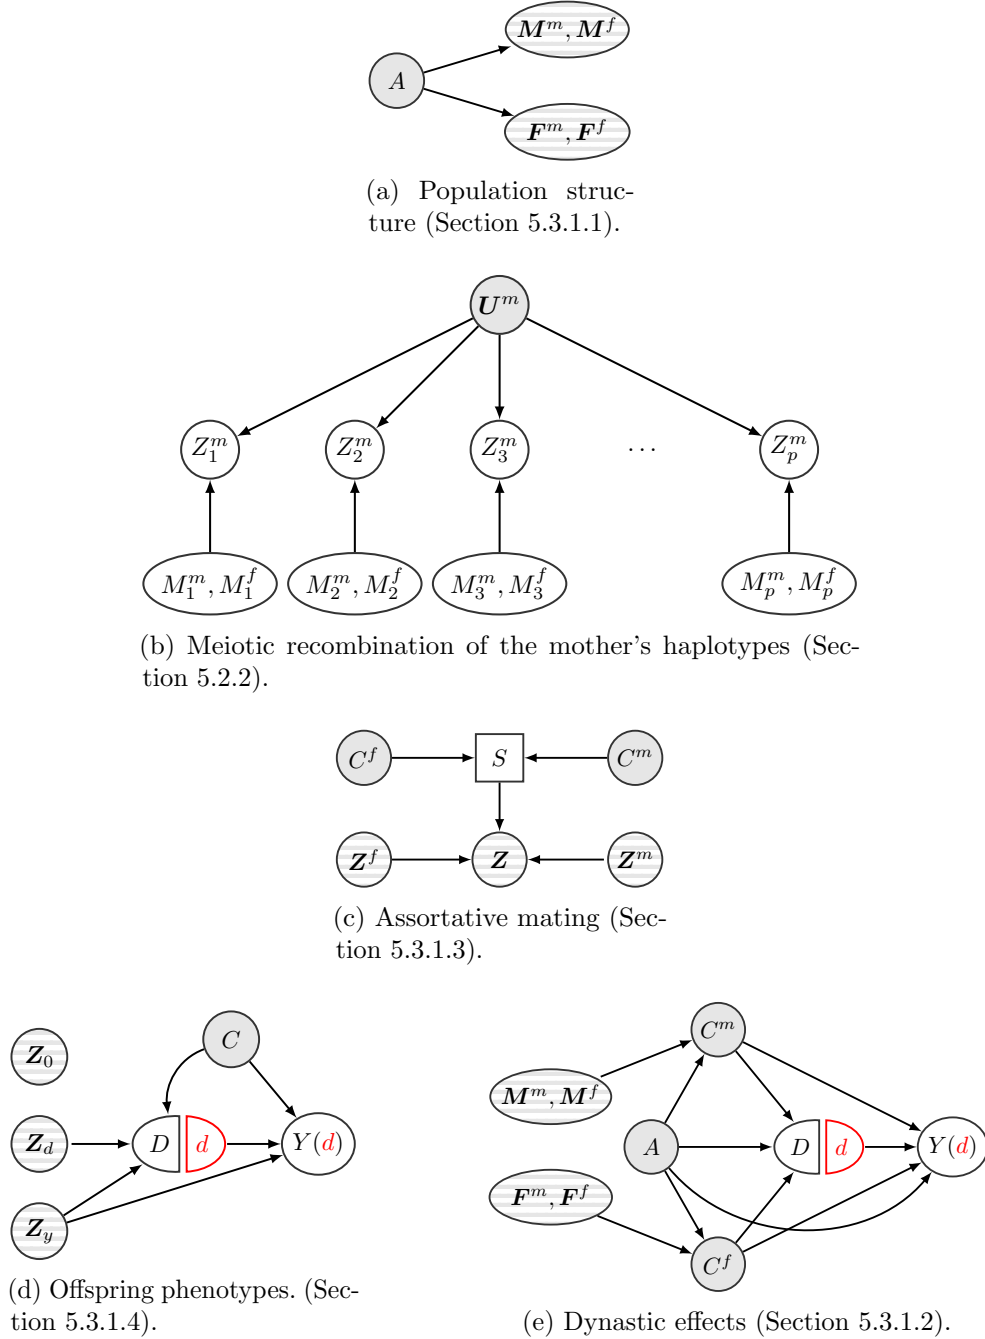 M^m, M^f
A
F^m, F^f
(a) Population struc-
ture (Section 5.3.1.1).
U^m
Z_1^m Z_2^m Z_3^m ... Z_p^m
M_1^m, M_1^f M_2^m, M_2^f M_3^m, M_3^f M_p^m, M_p^f
(b) Meiotic recombination of the mother's haplotypes (Sec-
tion 5.2.2).
C^f S C^m
Z^f Z Z^m
(c) Assortative mating (Sec-
tion 5.3.1.3).
C
Z_0
Z_d D d Y(d)
Z_y
(d) Offspring phenotypes. (Sec-
tion 5.3.1.4).
C^m
M^m, M^f
A D d Y(d)
F^m, F^f
C^f
(e) Dynastic effects (Section 5.3.1.2).